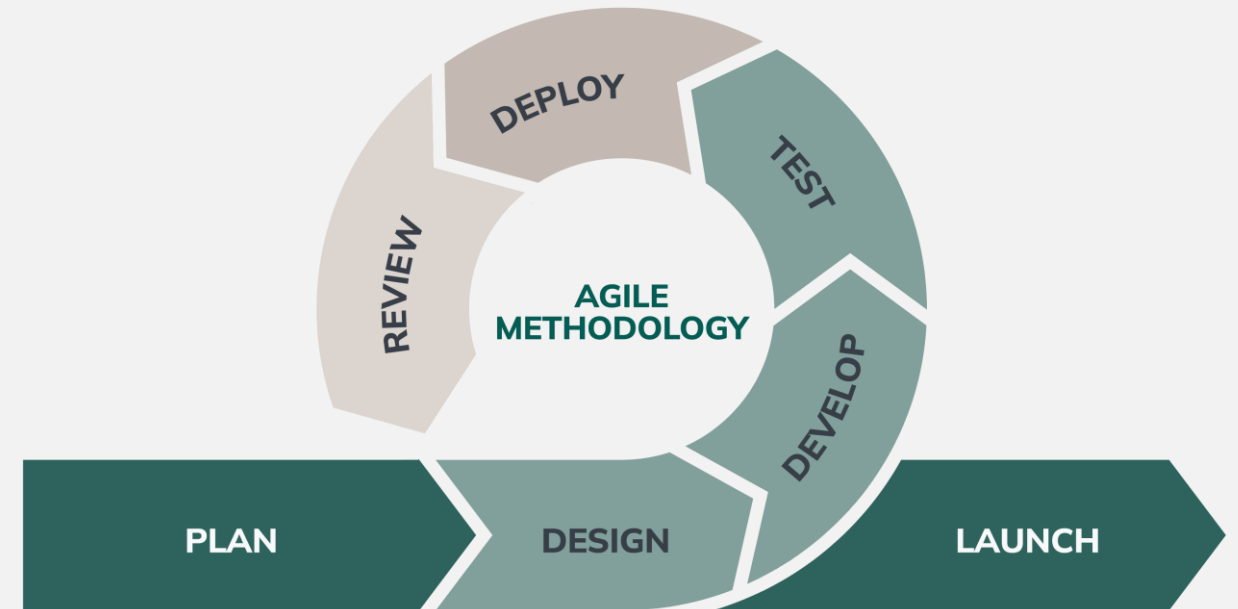 DEPLOY
TEST
REVIEW
AGILE
METHODOLOGY
DEVELOP
PLAN
DESIGN
LAUNCH